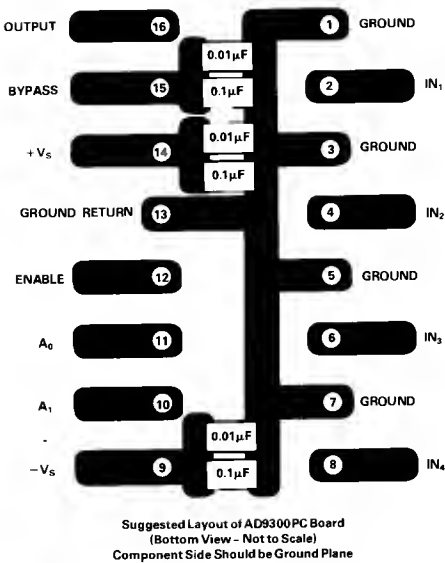 OUTPUT 16 1 GROUND
0.01µF
BYPASS 15 0.1µF 2 IN₁
+Vs 14 0.01µF 3 GROUND
0.1µF
GROUND RETURN 13 4 IN₂
ENABLE 12 5 GROUND
A₀ 11 6 IN₃
A₁ 10 7 GROUND
0.01µF
-Vs 9 0.1µF 8 IN₄
Suggested Layout of AD9300 PC Board
(Bottom View – Not to Scale)
Component Side Should be Ground Plane